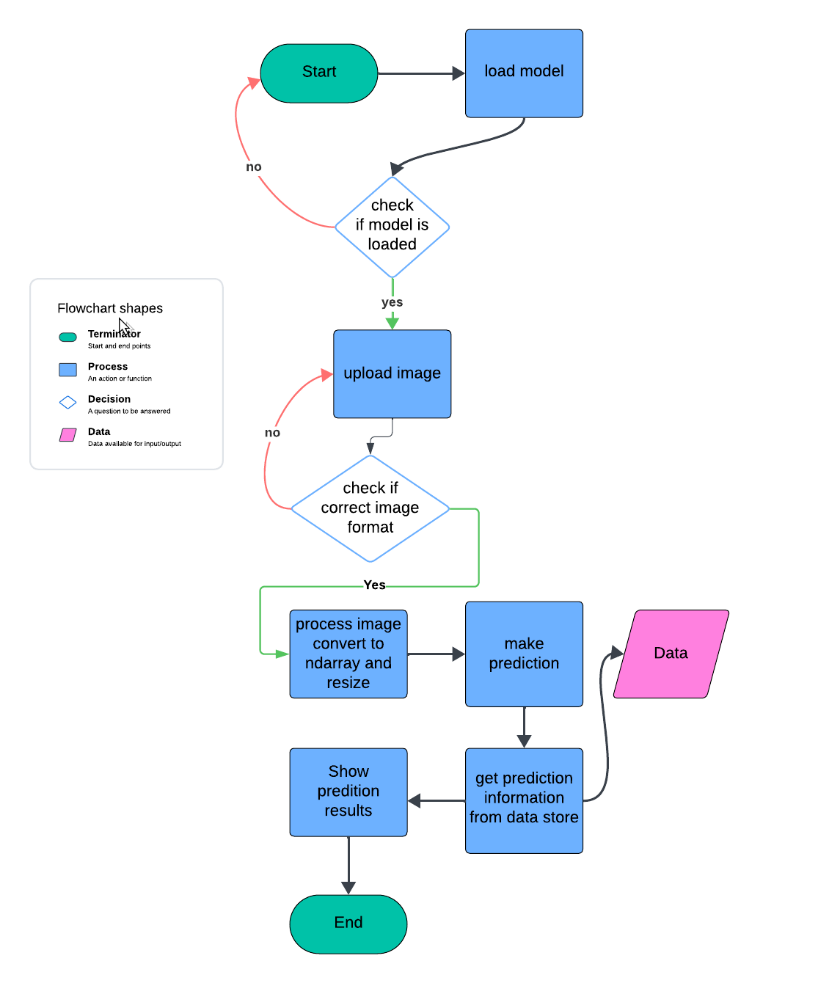 Start
load model
no
check
if model is
loaded
yes
Flowchart shapes
Terminator
Start and end points
Process
An action or function
Decision
A question to be answered
Data
Data available for input/output
upload image
no
check if
correct image
format
Yes
process image
convert to
ndarray and
resize
make
prediction
Data
Show
predition
results
get prediction
information
from data store
End